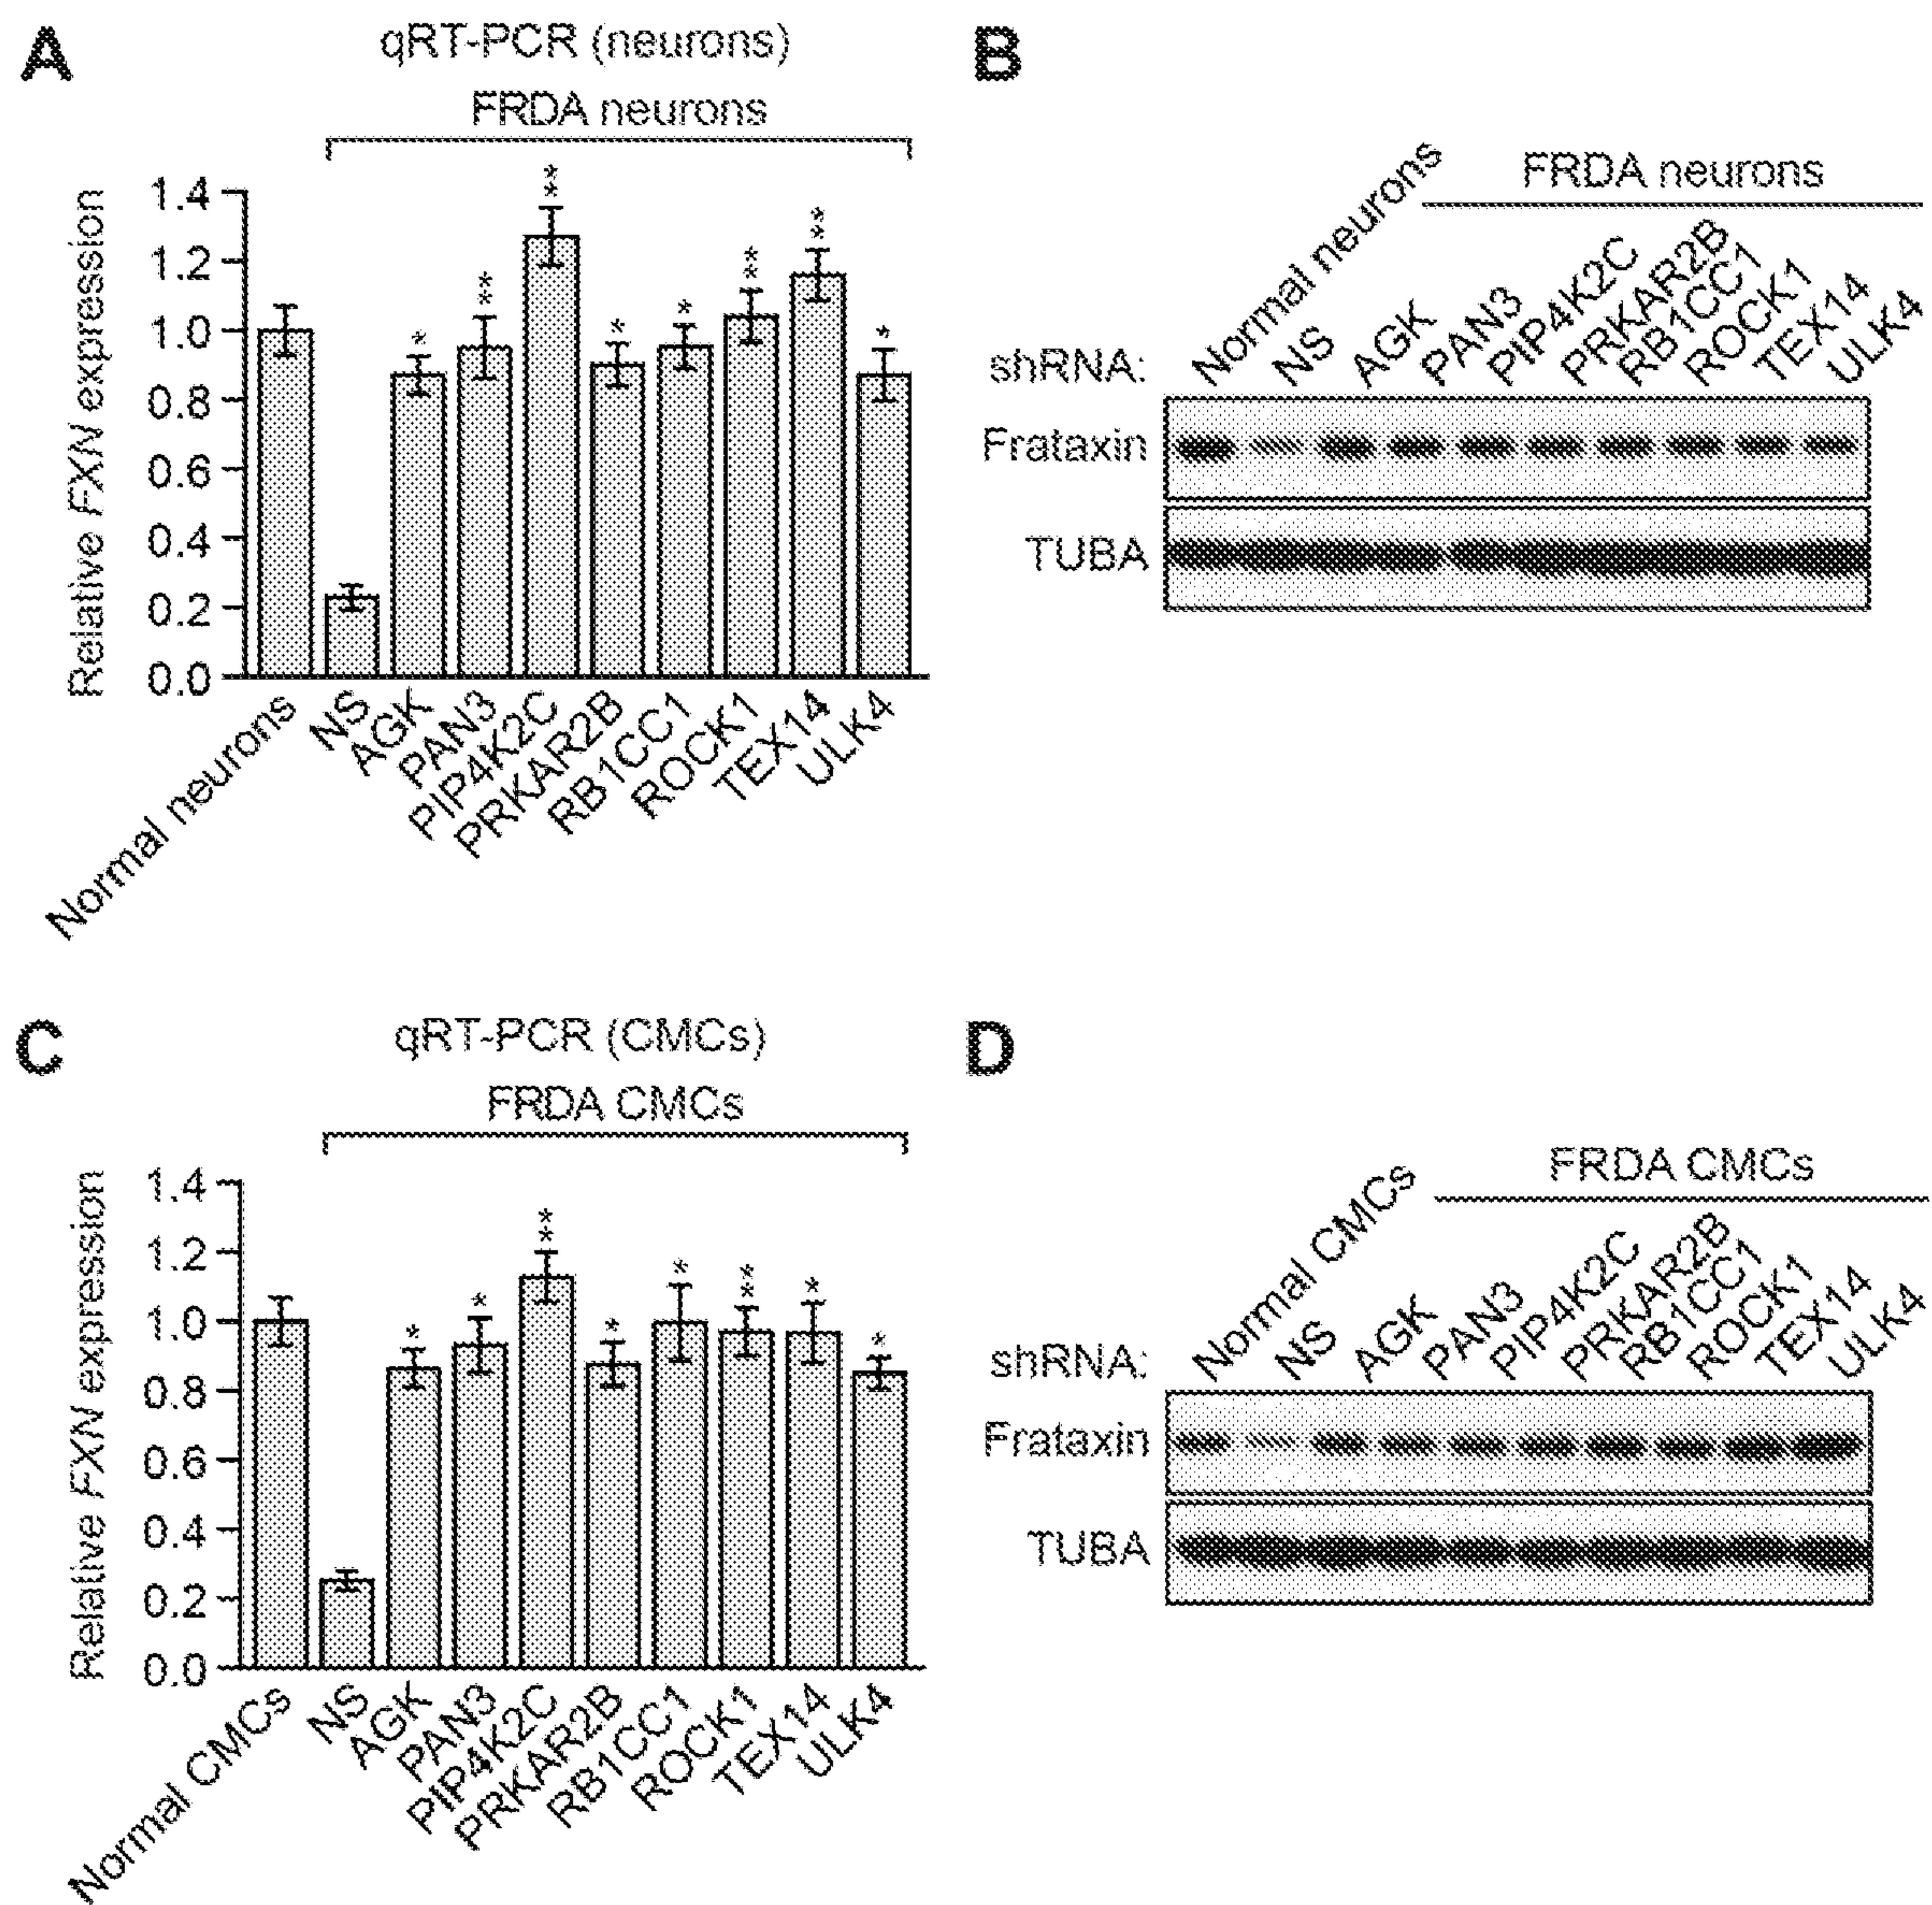 A
qRT-PCR (neurons)
FRDA neurons
Relative FXN expression
1.4
1.2
1.0
0.8
0.6
0.4
0.2
0.0
*
**
**
*
*
**
**
*
Normal neurons
NS
AGK
PAN3
PIP4K2C
PRKAR2B
RB1CC1
ROCK1
TEX14
ULK4
B
FRDA neurons
shRNA:
Normal neurons
NS
AGK
PAN3
PIP4K2C
PRKAR2B
RB1CC1
ROCK1
TEX14
ULK4
Frataxin
TUBA
C
qRT-PCR (CMCs)
FRDA CMCs
Relative FXN expression
1.4
1.2
1.0
0.8
0.6
0.4
0.2
0.0
*
*
**
*
*
**
*
*
Normal CMCs
NS
AGK
PAN3
PIP4K2C
PRKAR2B
RB1CC1
ROCK1
TEX14
ULK4
D
FRDA CMCs
shRNA:
Normal CMCs
NS
AGK
PAN3
PIP4K2C
PRKAR2B
RB1CC1
ROCK1
TEX14
ULK4
Frataxin
TUBA